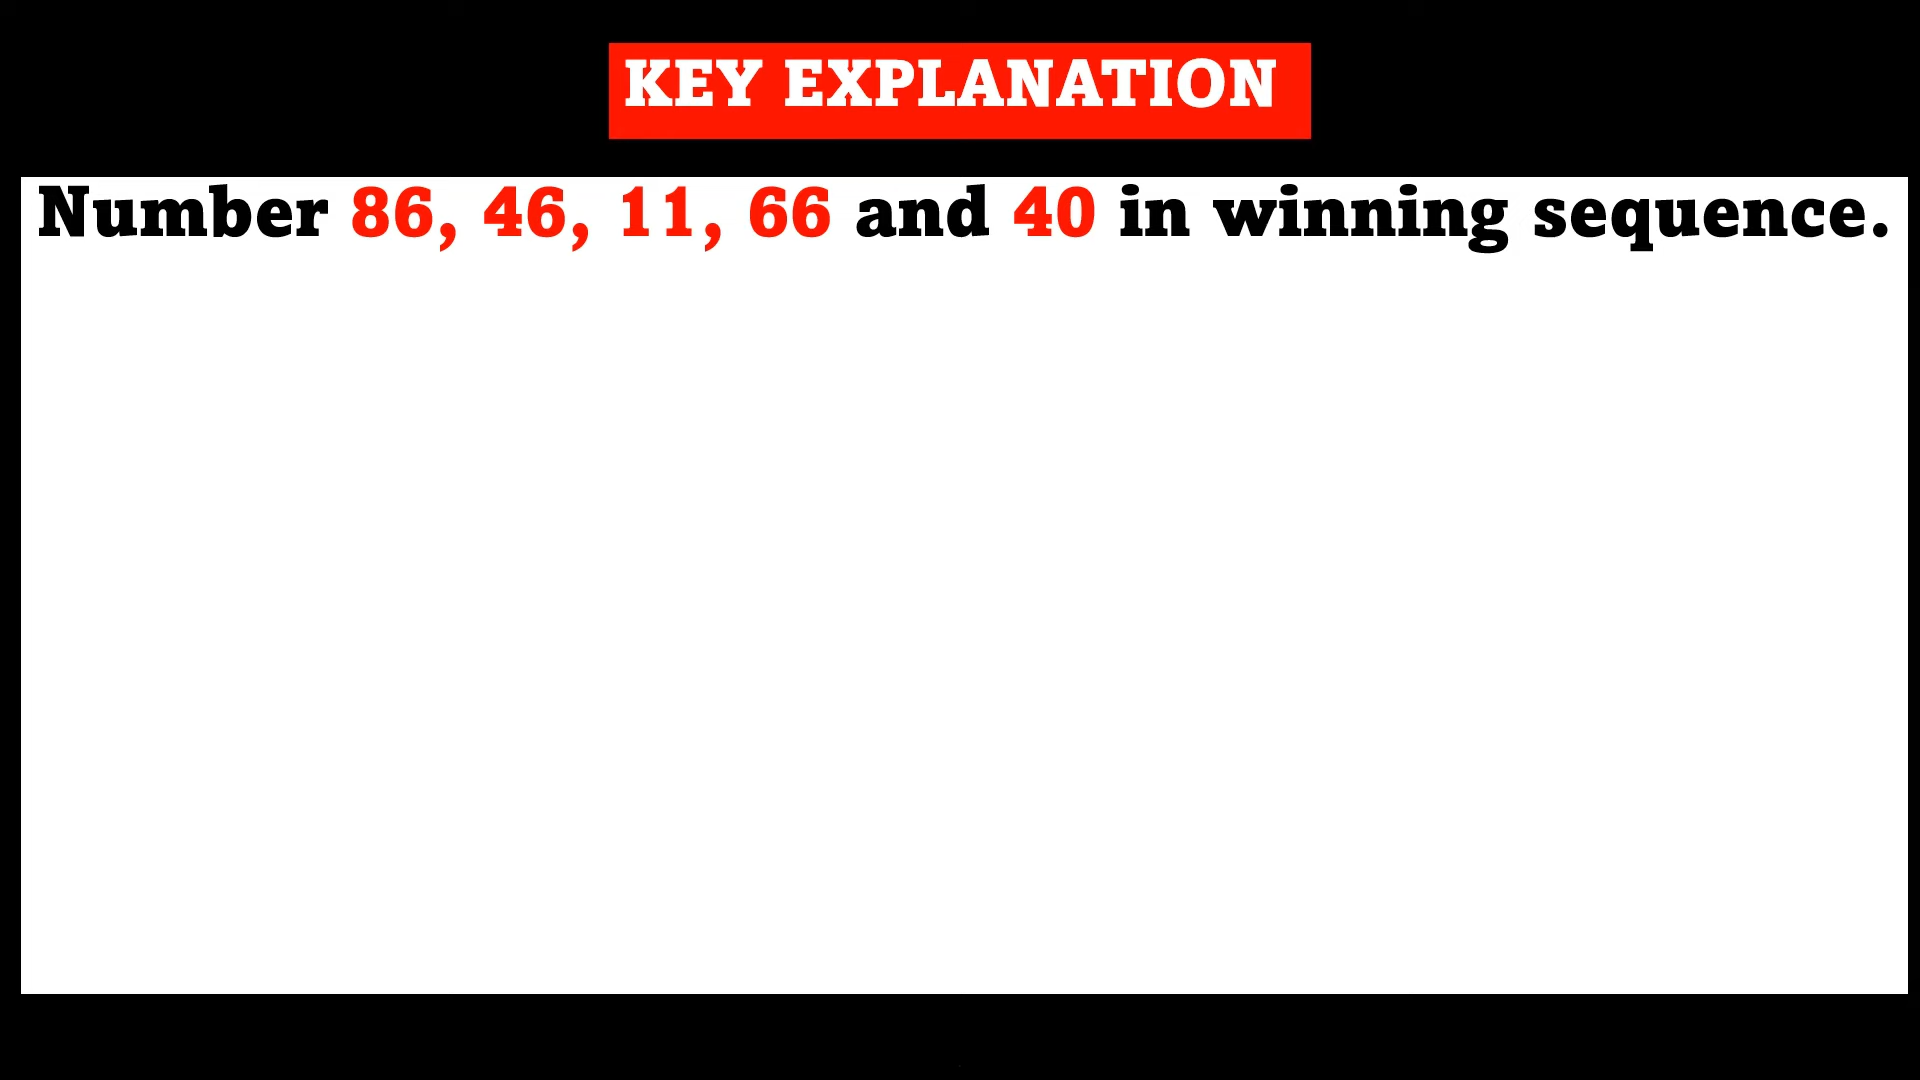 KEY EXPLANATION
Number 86, 46, 11, 66 and 40 in winning sequence.